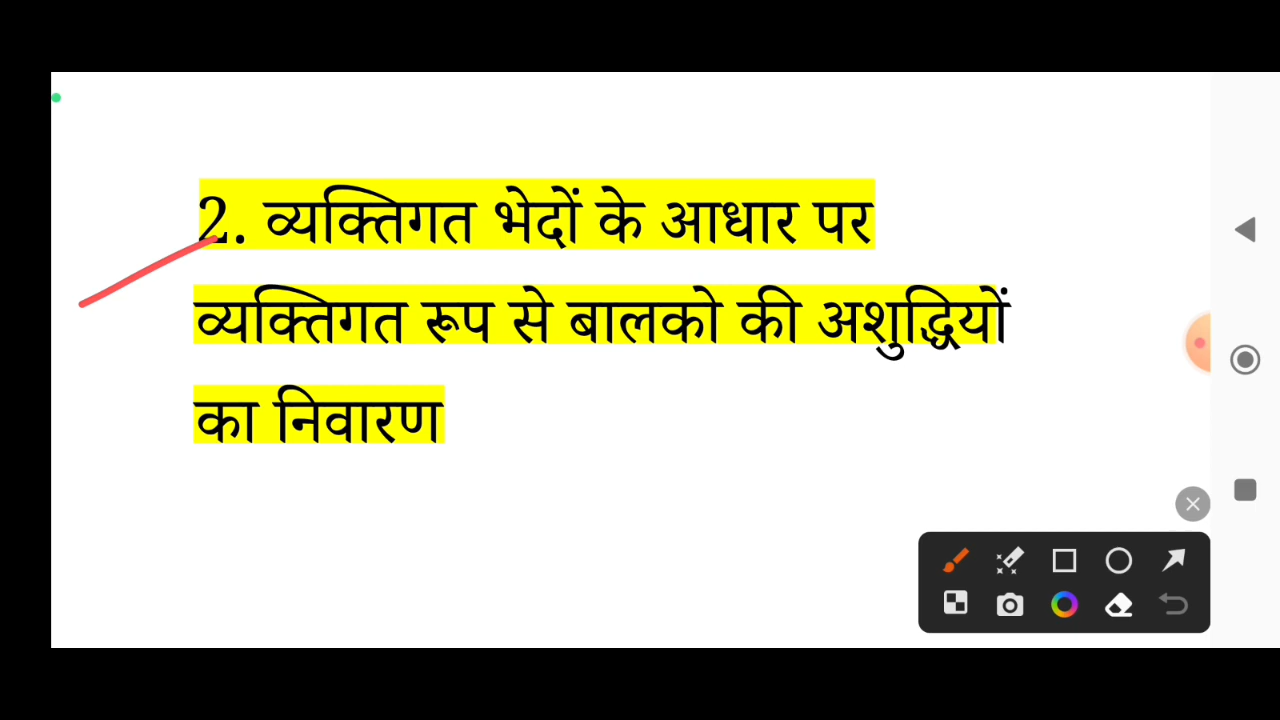 2. व्यक्तिगत भेदों के आधार पर
व्यक्तिगत रूप से बालको की अशुद्धियों
का निवारण